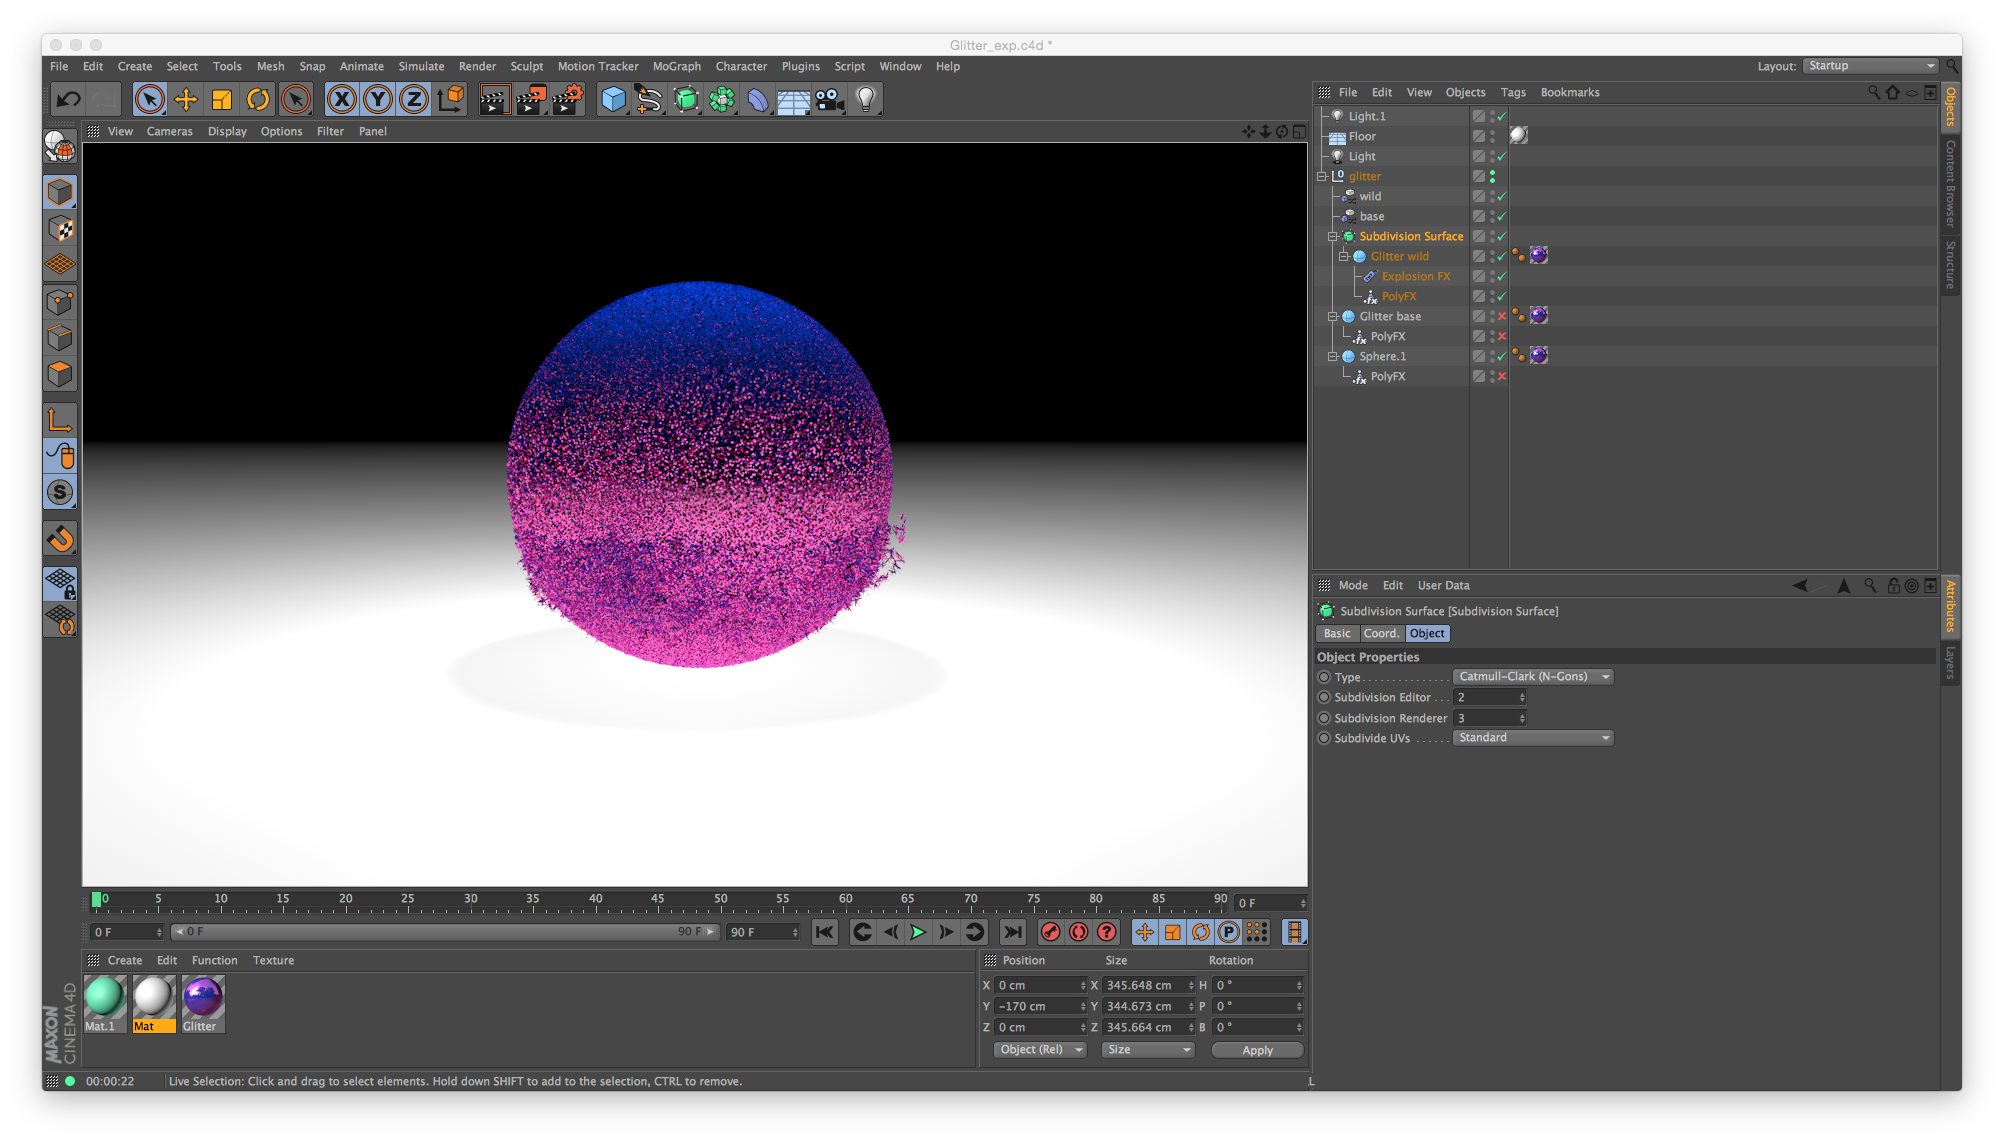 Glitter_exp.c4d *
File Edit Create Select Tools Mesh Snap Animate Simulate Render Sculpt Motion Tracker MoGraph Character Plugins Script Window Help
Layout: Startup
X Y Z
File Edit View Objects Tags Bookmarks
View Cameras Display Options Filter Panel
Light.1
Floor
Light
glitter
wild
base
Subdivision Surface
Glitter wild
Explosion FX
PolyFX
Glitter base
PolyFX
Sphere.1
PolyFX
Objects
Content Browser
Structure
Mode Edit User Data
Subdivision Surface [Subdivision Surface]
Basic Coord. Object
Object Properties
Type Catmull-Clark (N-Gons)
Subdivision Editor 2
Subdivision Renderer 3
Subdivide UVs Standard
Attributes
Layers
0 5 10 15 20 25 30 35 40 45 50 55 60 65 70 75 80 85 90 0 F
0 F 0 F 90 F 90 F
Create Edit Function Texture
Mat.1 Mat Glitter
Position Size Rotation
X 0 cm X 345.648 cm H 0 °
Y -170 cm Y 344.673 cm P 0 °
Z 0 cm Z 345.664 cm B 0 °
Object (Rel) Size Apply
MAXON
CINEMA 4D
00:00:22 Live Selection: Click and drag to select elements. Hold down SHIFT to add to the selection, CTRL to remove.